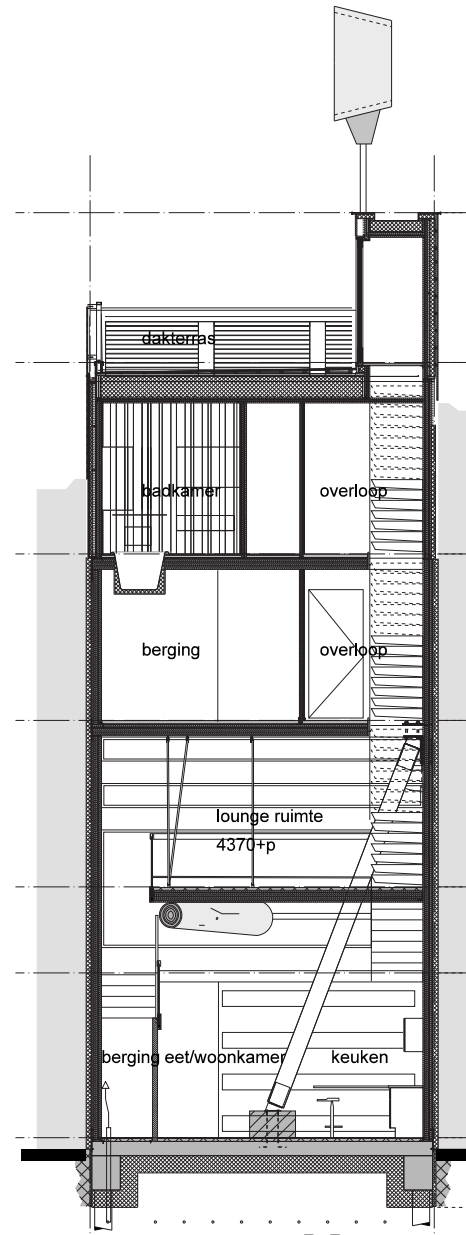 dakterras
badkamer overloop
berging overloop
lounge ruimte
4370+p
berging eet/woonkamer keuken